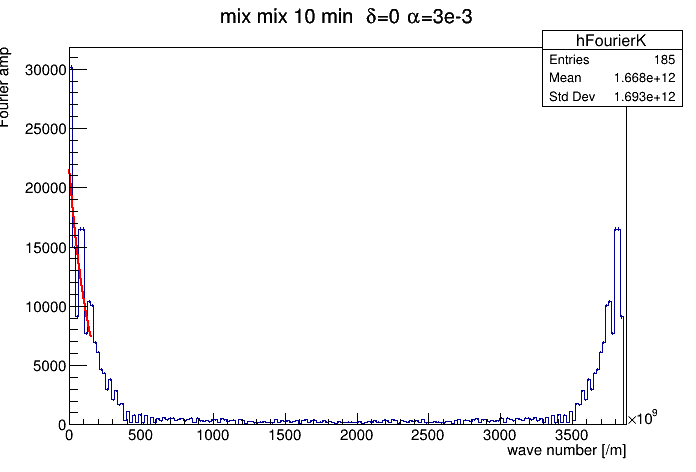 mix mix 10 min δ=0 α=3e-3
hFourierK
Entries 185
Mean 1.668e+12
Std Dev 1.693e+12
Fourier amp
30000
25000
20000
15000
10000
5000
0
0 500 1000 1500 2000 2500 3000 3500
×10⁹
wave number [/m]